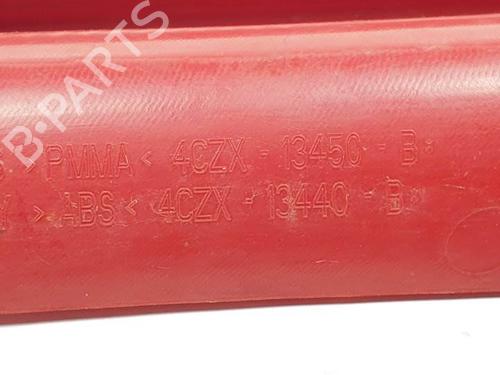 B-PARTS
>PMMA< 4CZX-13450-B
>ABS< 4CZX-13440-B